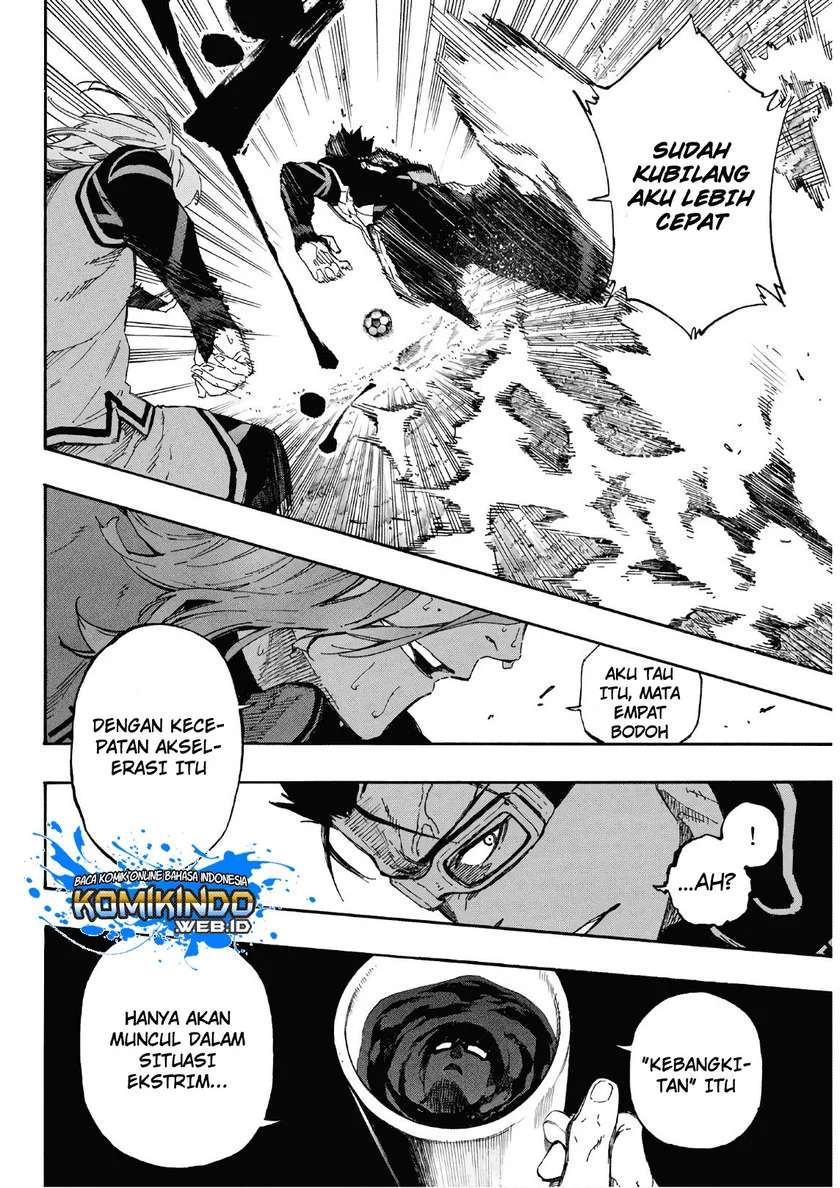 SUDAH
KUBILANG
AKU LEBIH
CEPAT
AKU TAU
ITU, MATA
EMPAT
BODOH
DENGAN KECE-
PATAN AKSEL-
ERASI ITU
!
...AH?
BACA KOMIK ONLINE BAHASA INDONESIA
KOMIKINDO
WEB.ID
"KEBANGKI-
TAN" ITU
HANYA AKAN
MUNCUL DALAM
SITUASI
EKSTRIM...